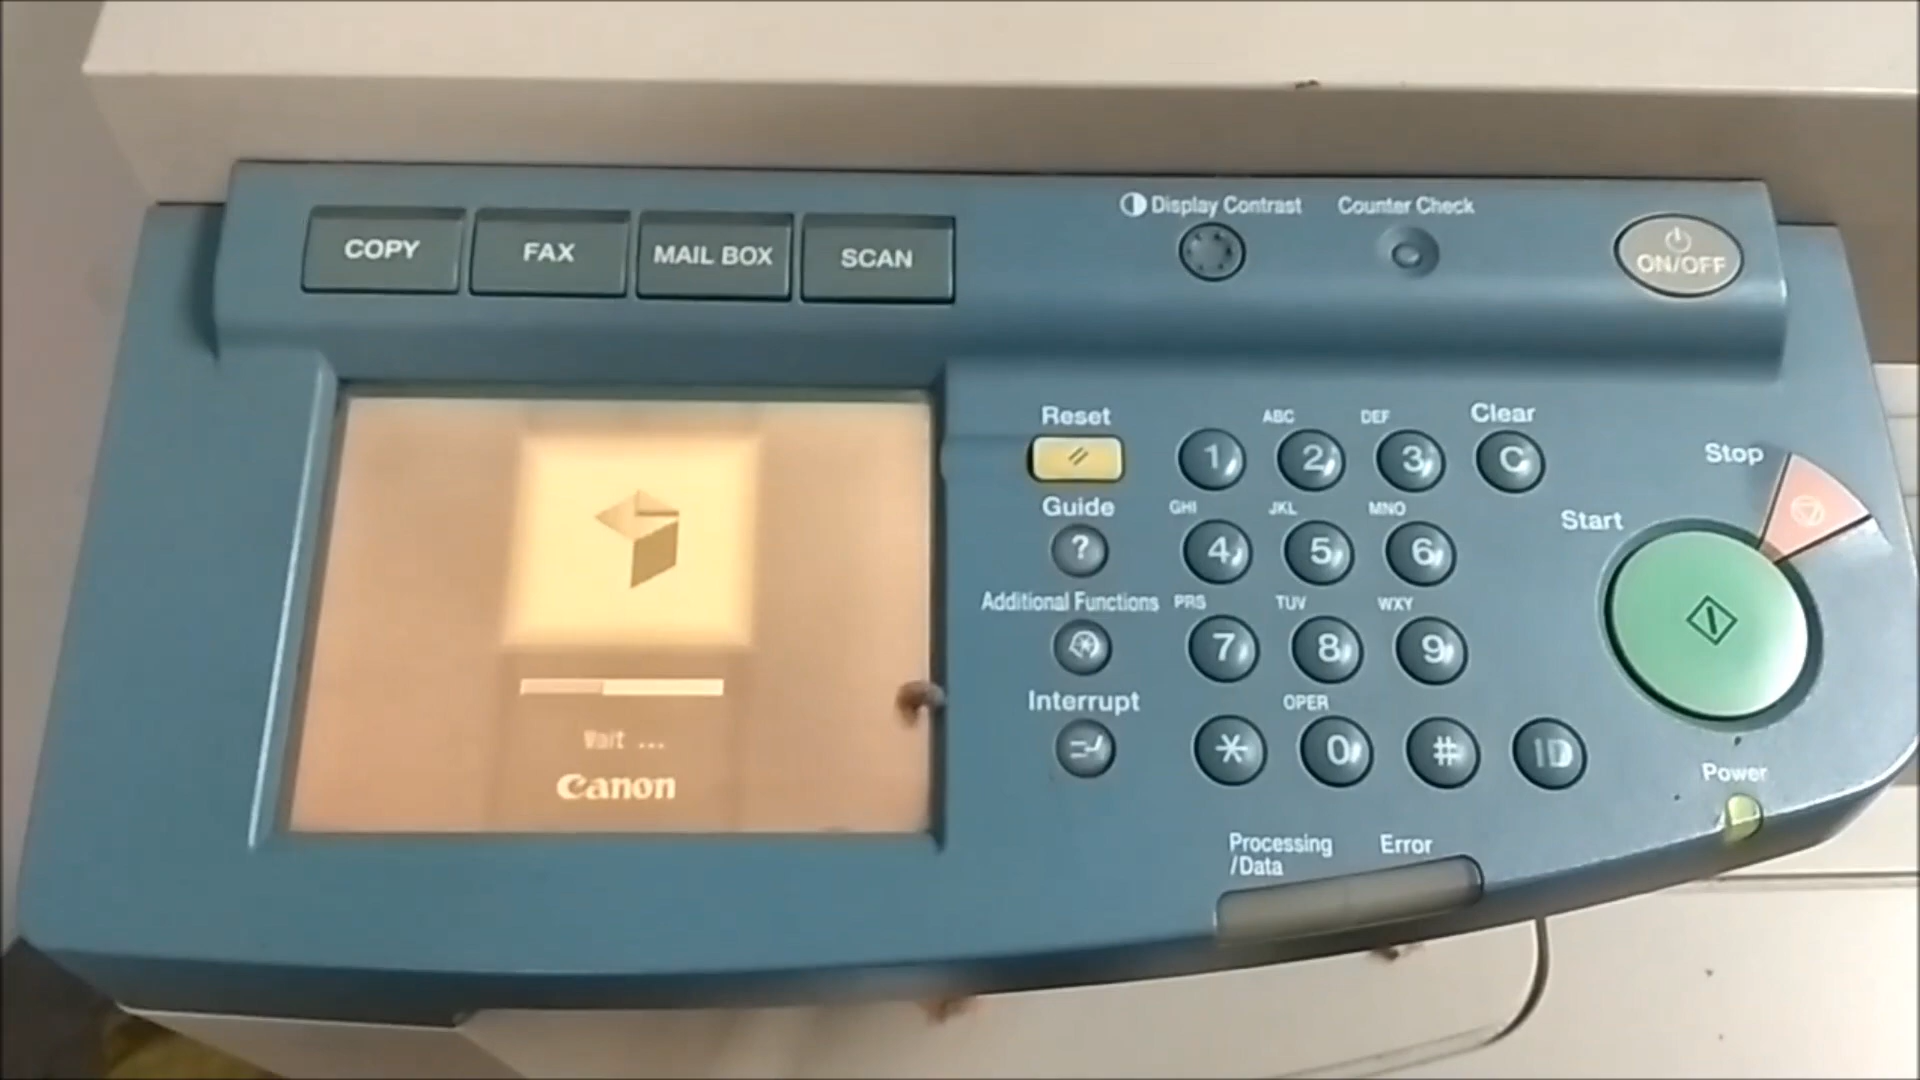 Display Contrast
Counter Check
COPY
FAX
MAIL BOX
SCAN
ON/OFF
Reset
ABC
DEF
Clear
1
2
3
C
Stop
Guide
GHI
JKL
MNO
Start
?
4
5
6
Additional Functions
PRS
TUV
WXY
7
8
9
Interrupt
OPER
*
0
#
ID
Wait ...
Canon
Power
Processing
/Data
Error